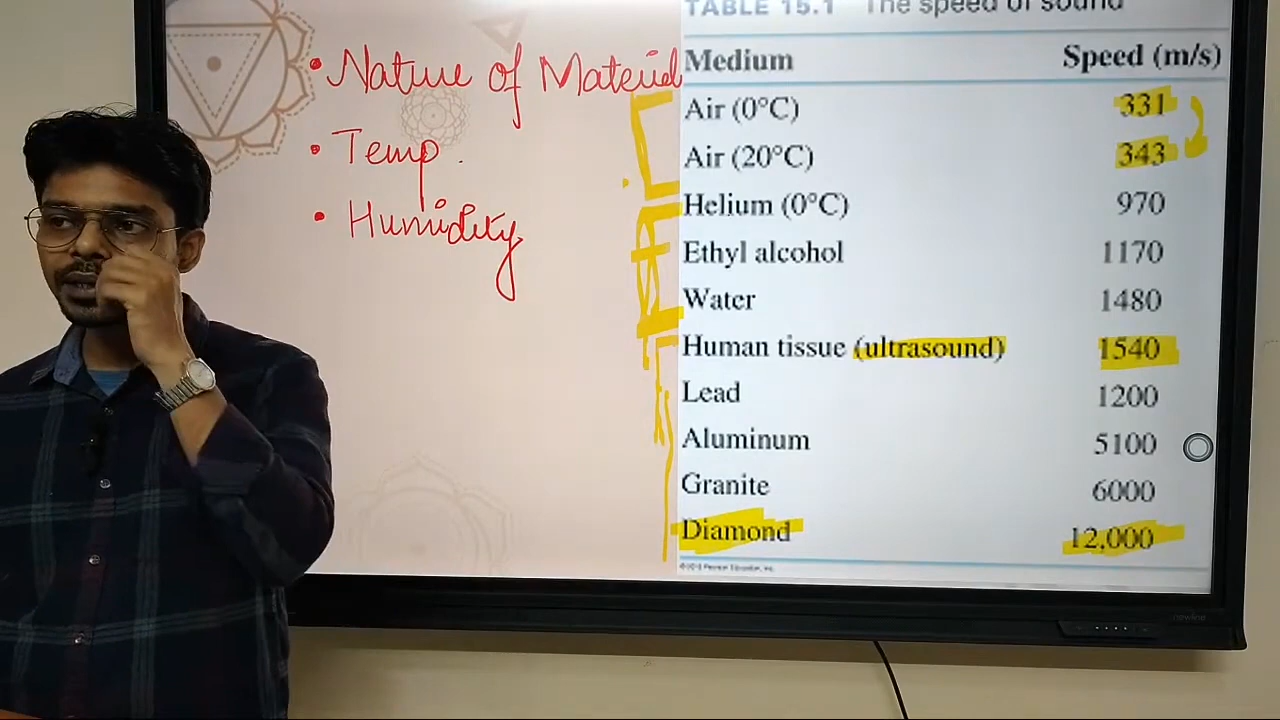 TABLE 15.1 The speed of sound
• Nature of Material
• Temp.
• Humidity
Medium Speed (m/s)
Air (0°C) 331
Air (20°C) 343
Helium (0°C) 970
Ethyl alcohol 1170
Water 1480
Human tissue (ultrasound) 1540
Lead 1200
Aluminum 5100
Granite 6000
Diamond 12,000
newline